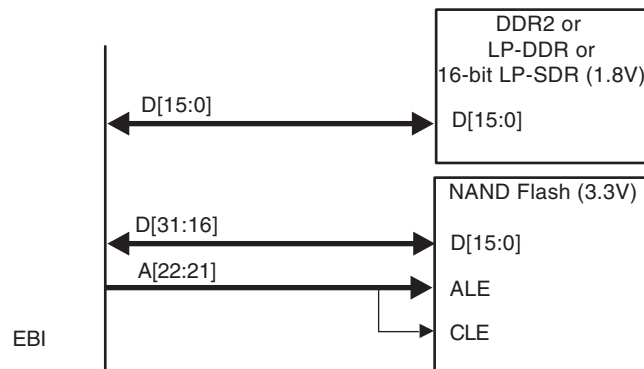 DDR2 or
LP-DDR or
16-bit LP-SDR (1.8V)
D[15:0]
D[15:0]
NAND Flash (3.3V)
D[31:16]
D[15:0]
A[22:21]
ALE
CLE
EBI